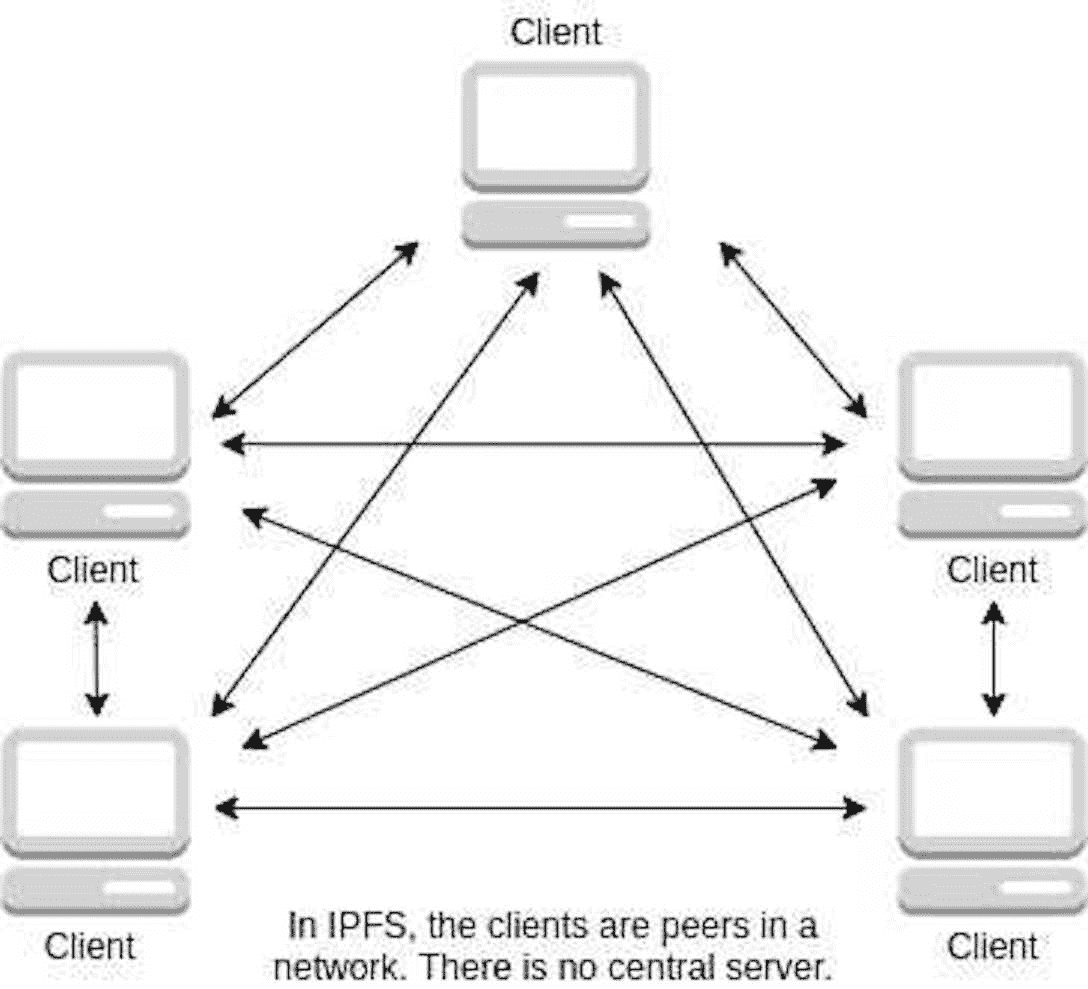 Client
Client
Client
Client
Client
In IPFS, the clients are peers in a
network. There is no central server.